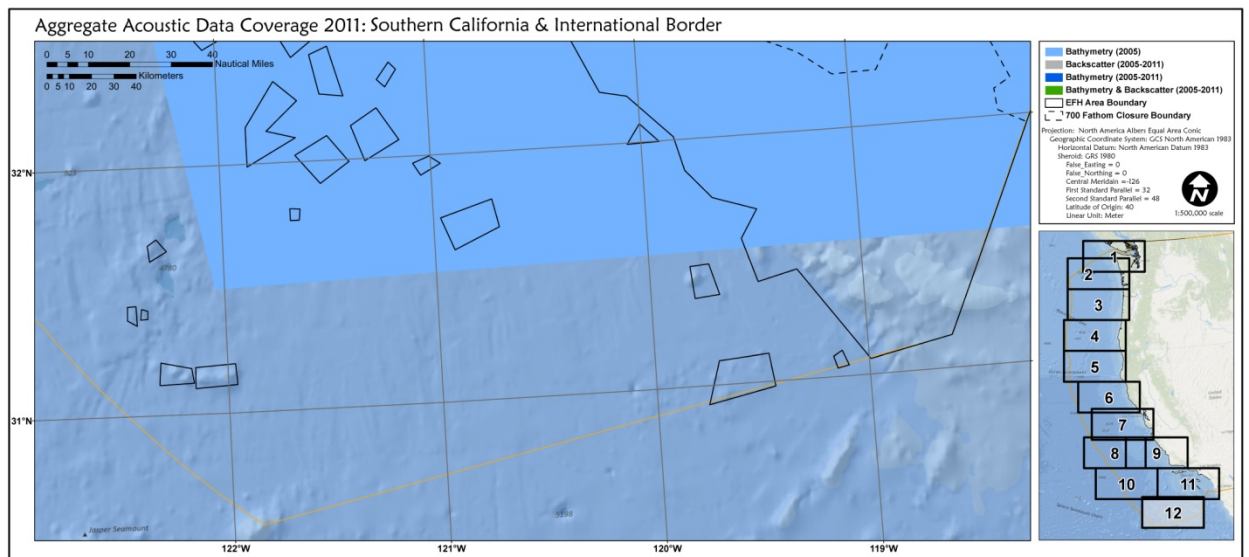 Aggregate Acoustic Data Coverage 2011: Southern California & International Border
0 5 10 20 30 40
Nautical Miles
Kilometers
0 5 10 20 30 40
32°N
31°N
122°W
121°W
120°W
119°W
Jasper Seamount
Bathymetry (2005)
Backscatter (2005-2011)
Bathymetry (2005-2011)
Bathymetry & Backscatter (2005-2011)
EFH Area Boundary
700 Fathom Closure Boundary
Projection: North America Albers Equal Area Conic
Geographic Coordinate System: GCS North American 1983
Horizontal Datum: North American Datum 1983
Sheroid: GRS 1980
False_Easting = 0
False_Northing = 0
Central Meridain =-126
First Standard Parallel = 32
Second Standard Parallel = 48
Latitude of Origin: 40
Linear Unit: Meter
N
1:500,000 scale
1
2
3
4
5
6
7
8 9
10 11
12